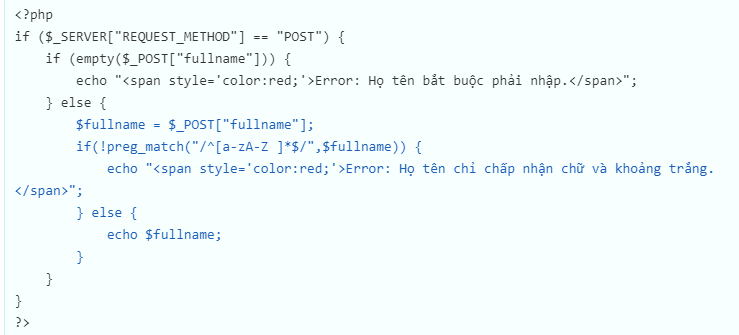 <?php
if ($_SERVER["REQUEST_METHOD"] == "POST") {
    if (empty($_POST["fullname"])) {
        echo "<span style='color:red;'>Error: Họ tên bắt buộc phải nhập.</span>";
    } else {
        $fullname = $_POST["fullname"];
        if(!preg_match("/^[a-zA-Z ]*$/",$fullname)) {
            echo "<span style='color:red;'>Error: Họ tên chỉ chấp nhận chữ và khoảng trắng.
</span>";
        } else {
            echo $fullname;
        }
    }
}
?>